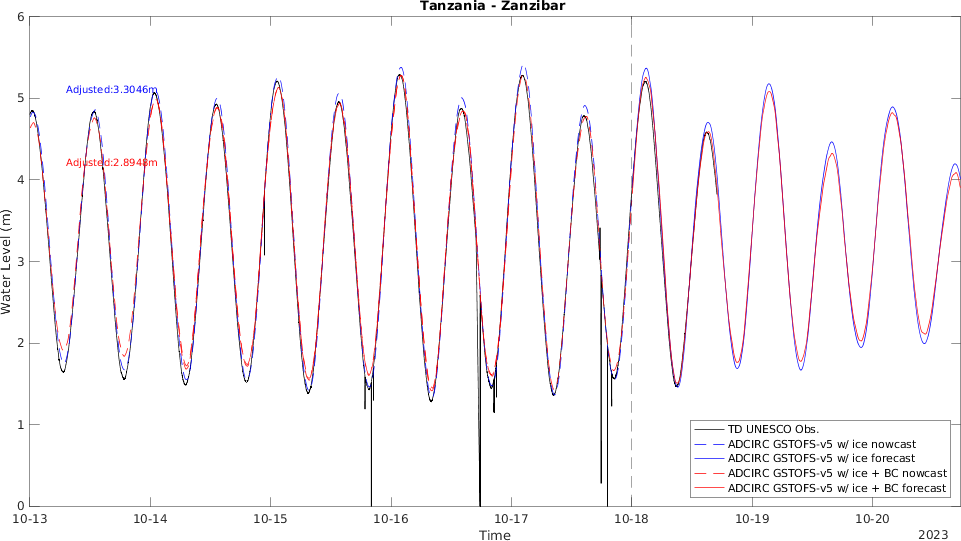 Tanzania - Zanzibar
6
5
4
3
2
1
0
Water Level (m)
Adjusted:3.3046m
Adjusted:2.8948m
TD UNESCO Obs.
ADCIRC GSTOFS-v5 w/ ice nowcast
ADCIRC GSTOFS-v5 w/ ice forecast
ADCIRC GSTOFS-v5 w/ ice + BC nowcast
ADCIRC GSTOFS-v5 w/ ice + BC forecast
10-13 10-14 10-15 10-16 10-17 10-18 10-19 10-20
Time
2023